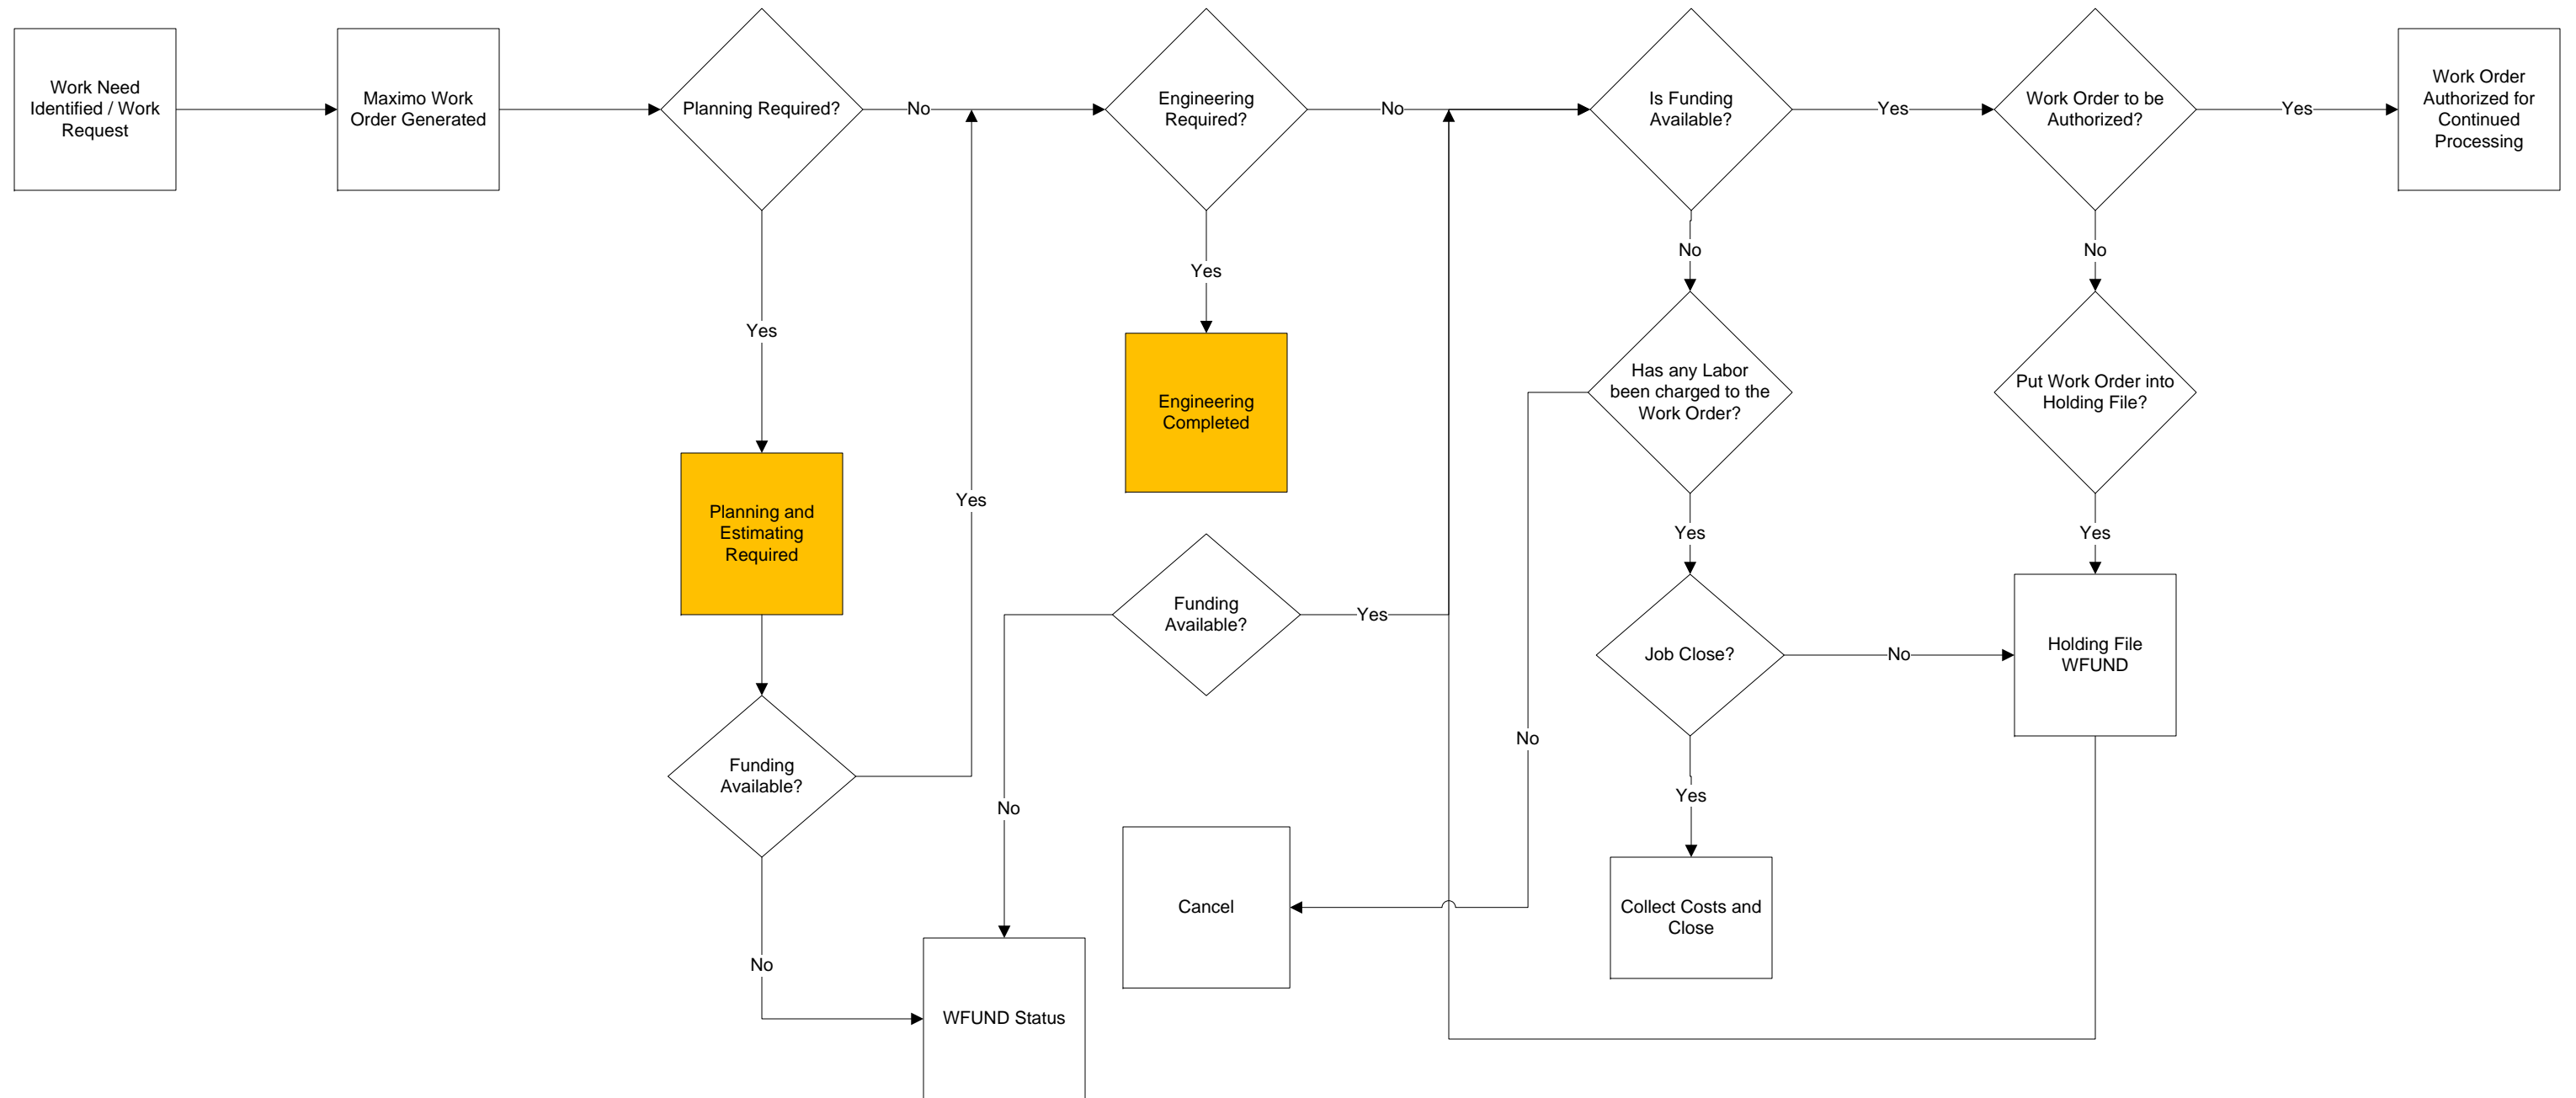 Work Need
Identified / Work
Request
Maximo Work
Order Generated
Planning Required?
No
Engineering
Required?
No
Is Funding
Available?
Yes
Work Order to be
Authorized?
Yes
Work Order
Authorized for
Continued
Processing
Yes
Yes
No
No
Planning and
Estimating
Required
Yes
Engineering
Completed
Has any Labor
been charged to the
Work Order?
Put Work Order into
Holding File?
Yes
Yes
Funding
Available?
Yes
Job Close?
No
Holding File
WFUND
Funding
Available?
No
No
Yes
Cancel
Collect Costs and
Close
No
WFUND Status